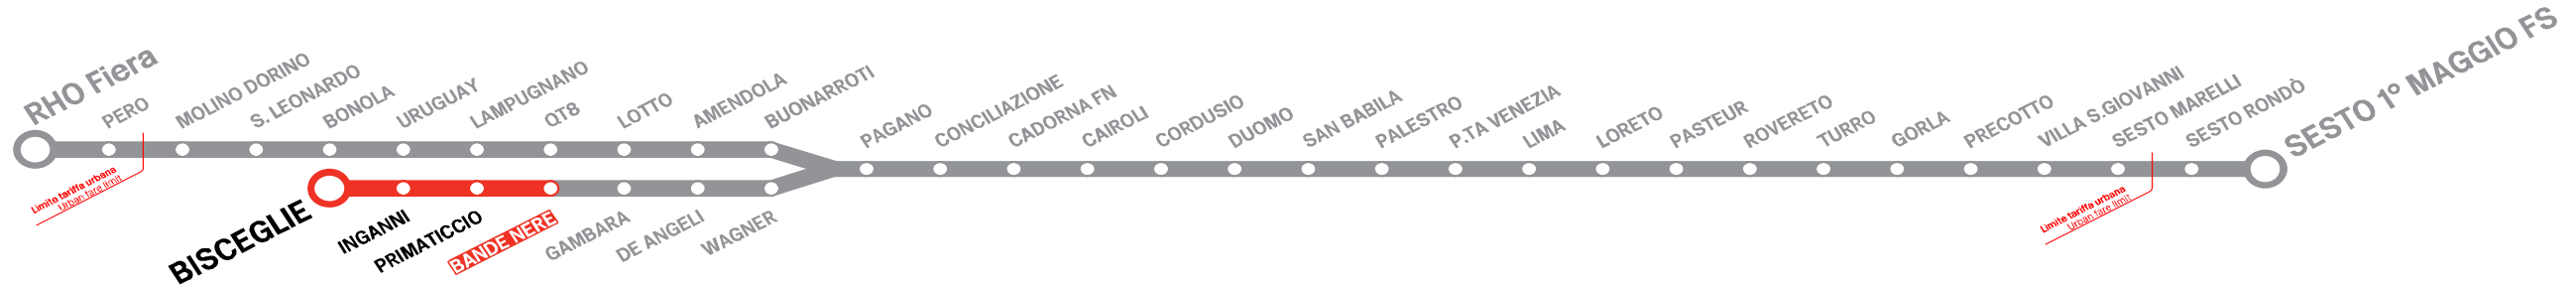 RHO Fiera
PERO
MOLINO DORINO
S. LEONARDO
BONOLA
URUGUAY
LAMPUGNANO
QT8
LOTTO
AMENDOLA
BUONARROTI
PAGANO
CONCILIAZIONE
CADORNA FN
CAIROLI
CORDUSIO
DUOMO
SAN BABILA
PALESTRO
P.TA VENEZIA
LIMA
LORETO
PASTEUR
ROVERETO
TURRO
GORLA
PRECOTTO
VILLA S.GIOVANNI
SESTO MARELLI
SESTO RONDÒ
SESTO 1° MAGGIO FS
Limite tariffa urbana
Urban fare limit
BISCEGLIE
INGANNI
PRIMATICCIO
BANDE NERE
GAMBARA
DE ANGELI
WAGNER
Limite tariffa urbana
Urban fare limit